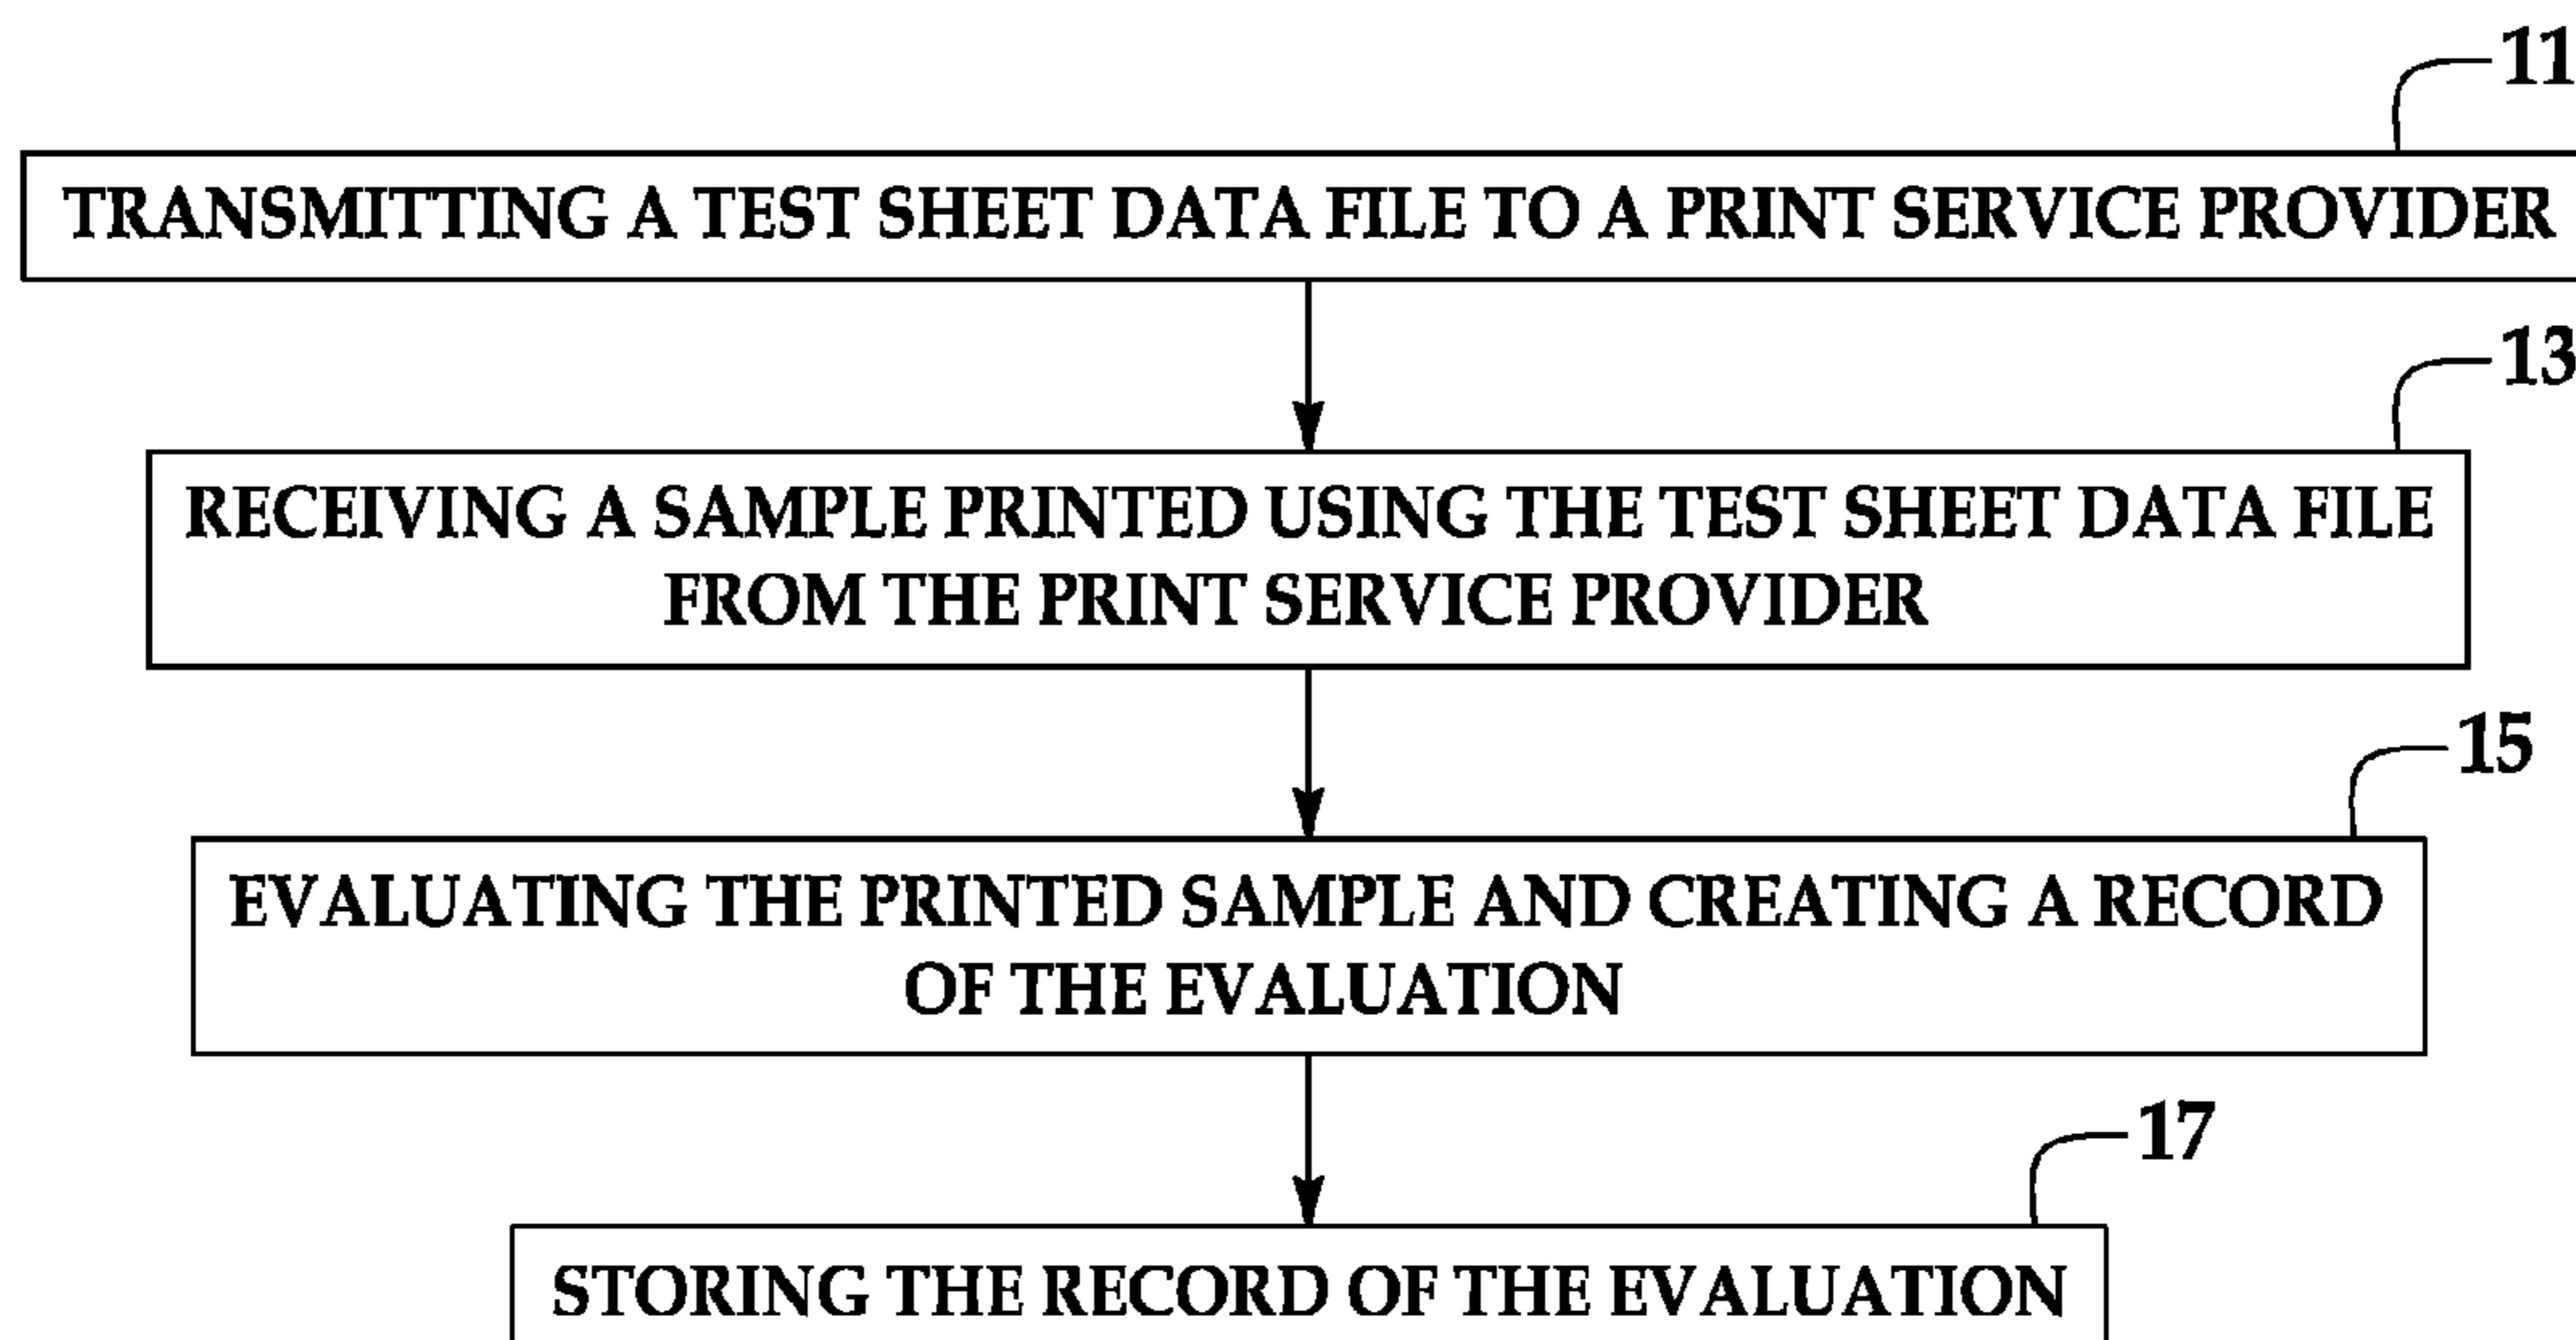 11
TRANSMITTING A TEST SHEET DATA FILE TO A PRINT SERVICE PROVIDER
13
RECEIVING A SAMPLE PRINTED USING THE TEST SHEET DATA FILE
FROM THE PRINT SERVICE PROVIDER
15
EVALUATING THE PRINTED SAMPLE AND CREATING A RECORD
OF THE EVALUATION
17
STORING THE RECORD OF THE EVALUATION